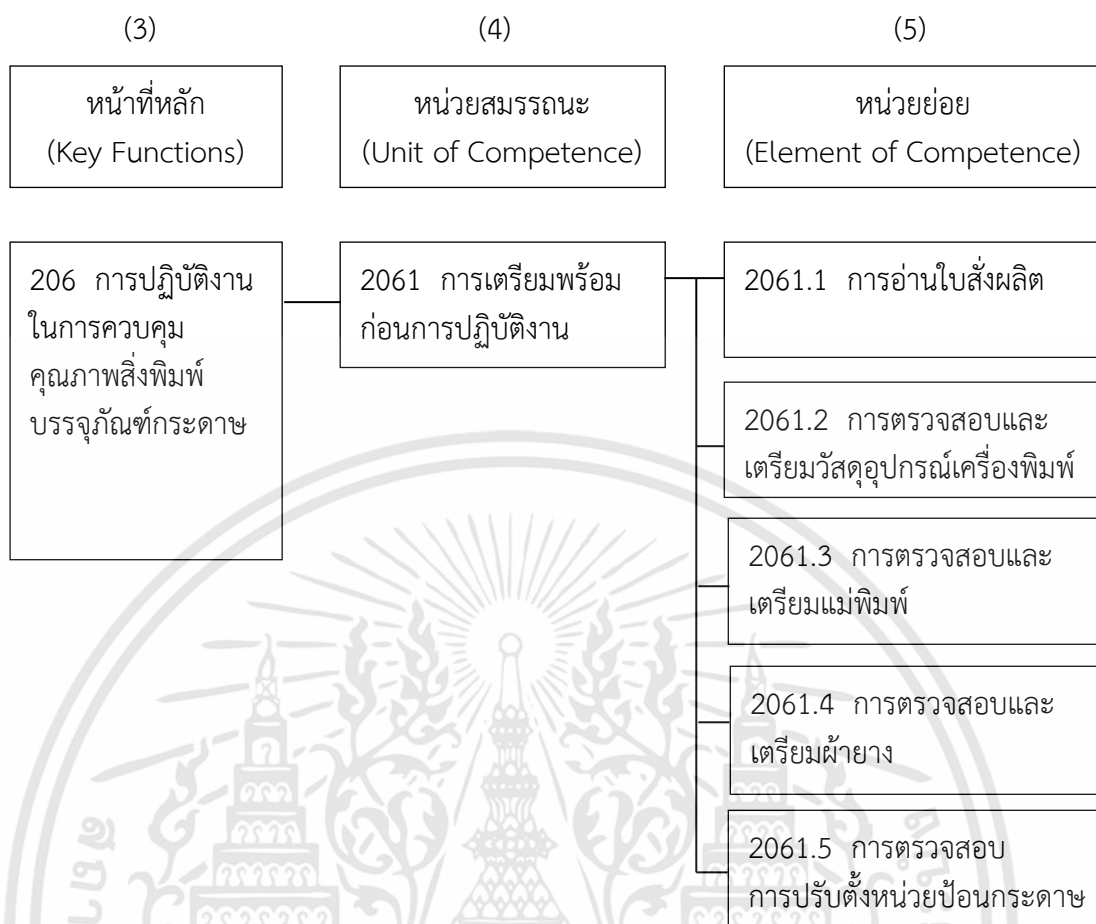 (3)
(4)
(5)
หน้าที่หลัก
(Key Functions)
หน่วยสมรรถนะ
(Unit of Competence)
หน่วยย่อย
(Element of Competence)
206 การปฏิบัติงาน
ในการควบคุม
คุณภาพสิ่งพิมพ์
บรรจุภัณฑ์กระดาษ
2061 การเตรียมพร้อม
ก่อนการปฏิบัติงาน
2061.1 การอ่านใบสั่งผลิต
2061.2 การตรวจสอบและ
เตรียมวัสดุอุปกรณ์เครื่องพิมพ์
2061.3 การตรวจสอบและ
เตรียมแม่พิมพ์
2061.4 การตรวจสอบและ
เตรียมผ้ายาง
2061.5 การตรวจสอบ
การปรับตั้งหน่วยป้อนกระดาษ